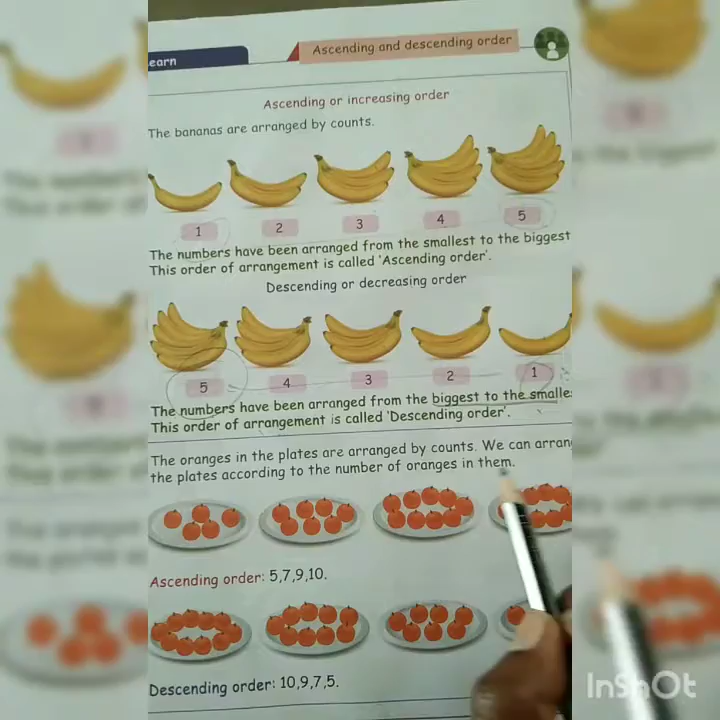 earn
Ascending and descending order
Ascending or increasing order
The bananas are arranged by counts.
1 2 3 4 5
The numbers have been arranged from the smallest to the biggest
This order of arrangement is called 'Ascending order'.
Descending or decreasing order
5 4 3 2 1
The numbers have been arranged from the biggest to the smalle
This order of arrangement is called 'Descending order'.
The oranges in the plates are arranged by counts. We can arran
the plates according to the number of oranges in them.
Ascending order: 5,7,9,10.
Descending order: 10,9,7,5.
InShOt